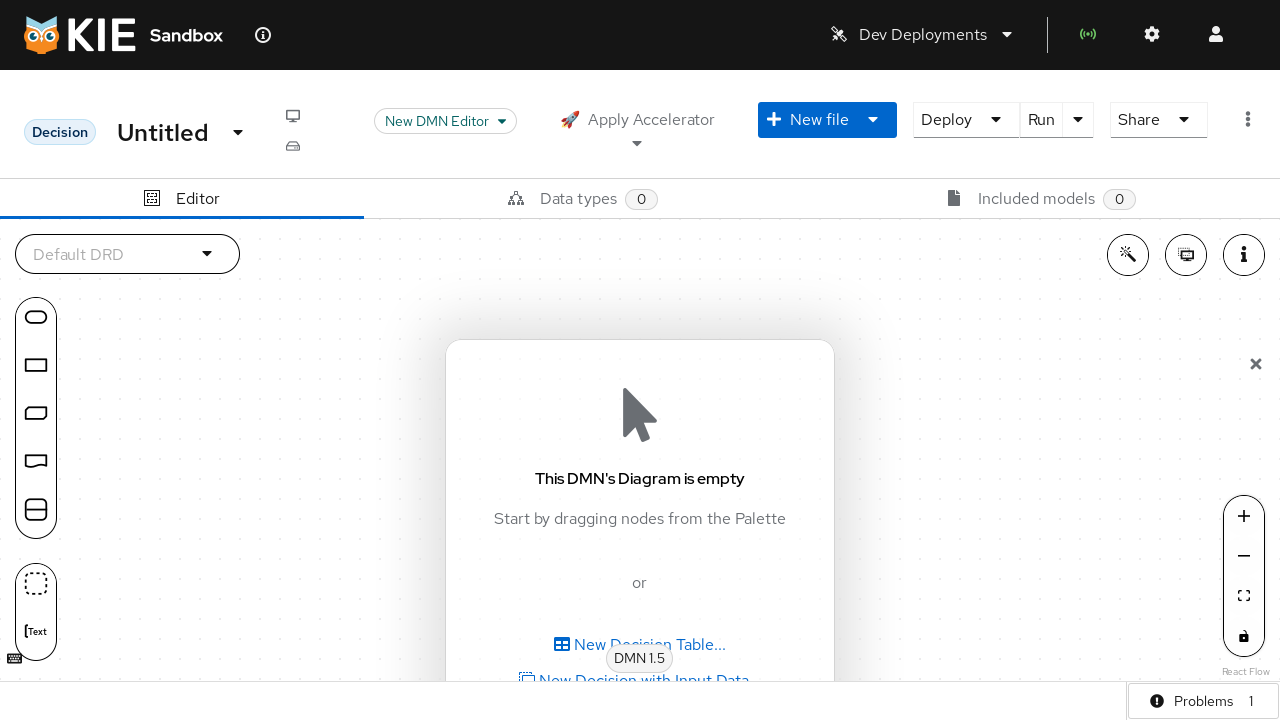 KIE Sandbox
Dev Deployments
Decision
Untitled
New DMN Editor
🚀 Apply Accelerator
New file
Deploy
Run
Share
Editor
Data types 0
Included models 0
Default DRD
This DMN's Diagram is empty
Start by dragging nodes from the Palette
or
New Decision Table...
DMN 1.5
New Decision with Input Data...
Text
React Flow
Problems 1